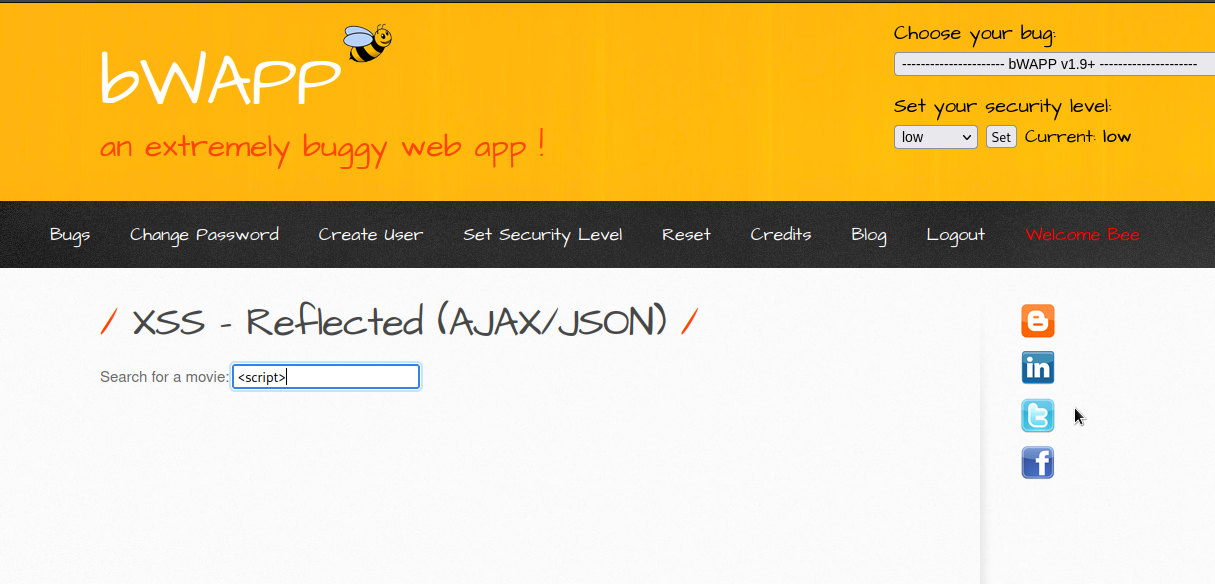 bWAPP
an extremely buggy web app !
Choose your bug:
---------------------- bWAPP v1.9+ ---------------------
Set your security level:
low Set Current: low
Bugs Change Password Create User Set Security Level Reset Credits Blog Logout Welcome Bee
/ XSS - Reflected (AJAX/JSON) /
Search for a movie: <script>